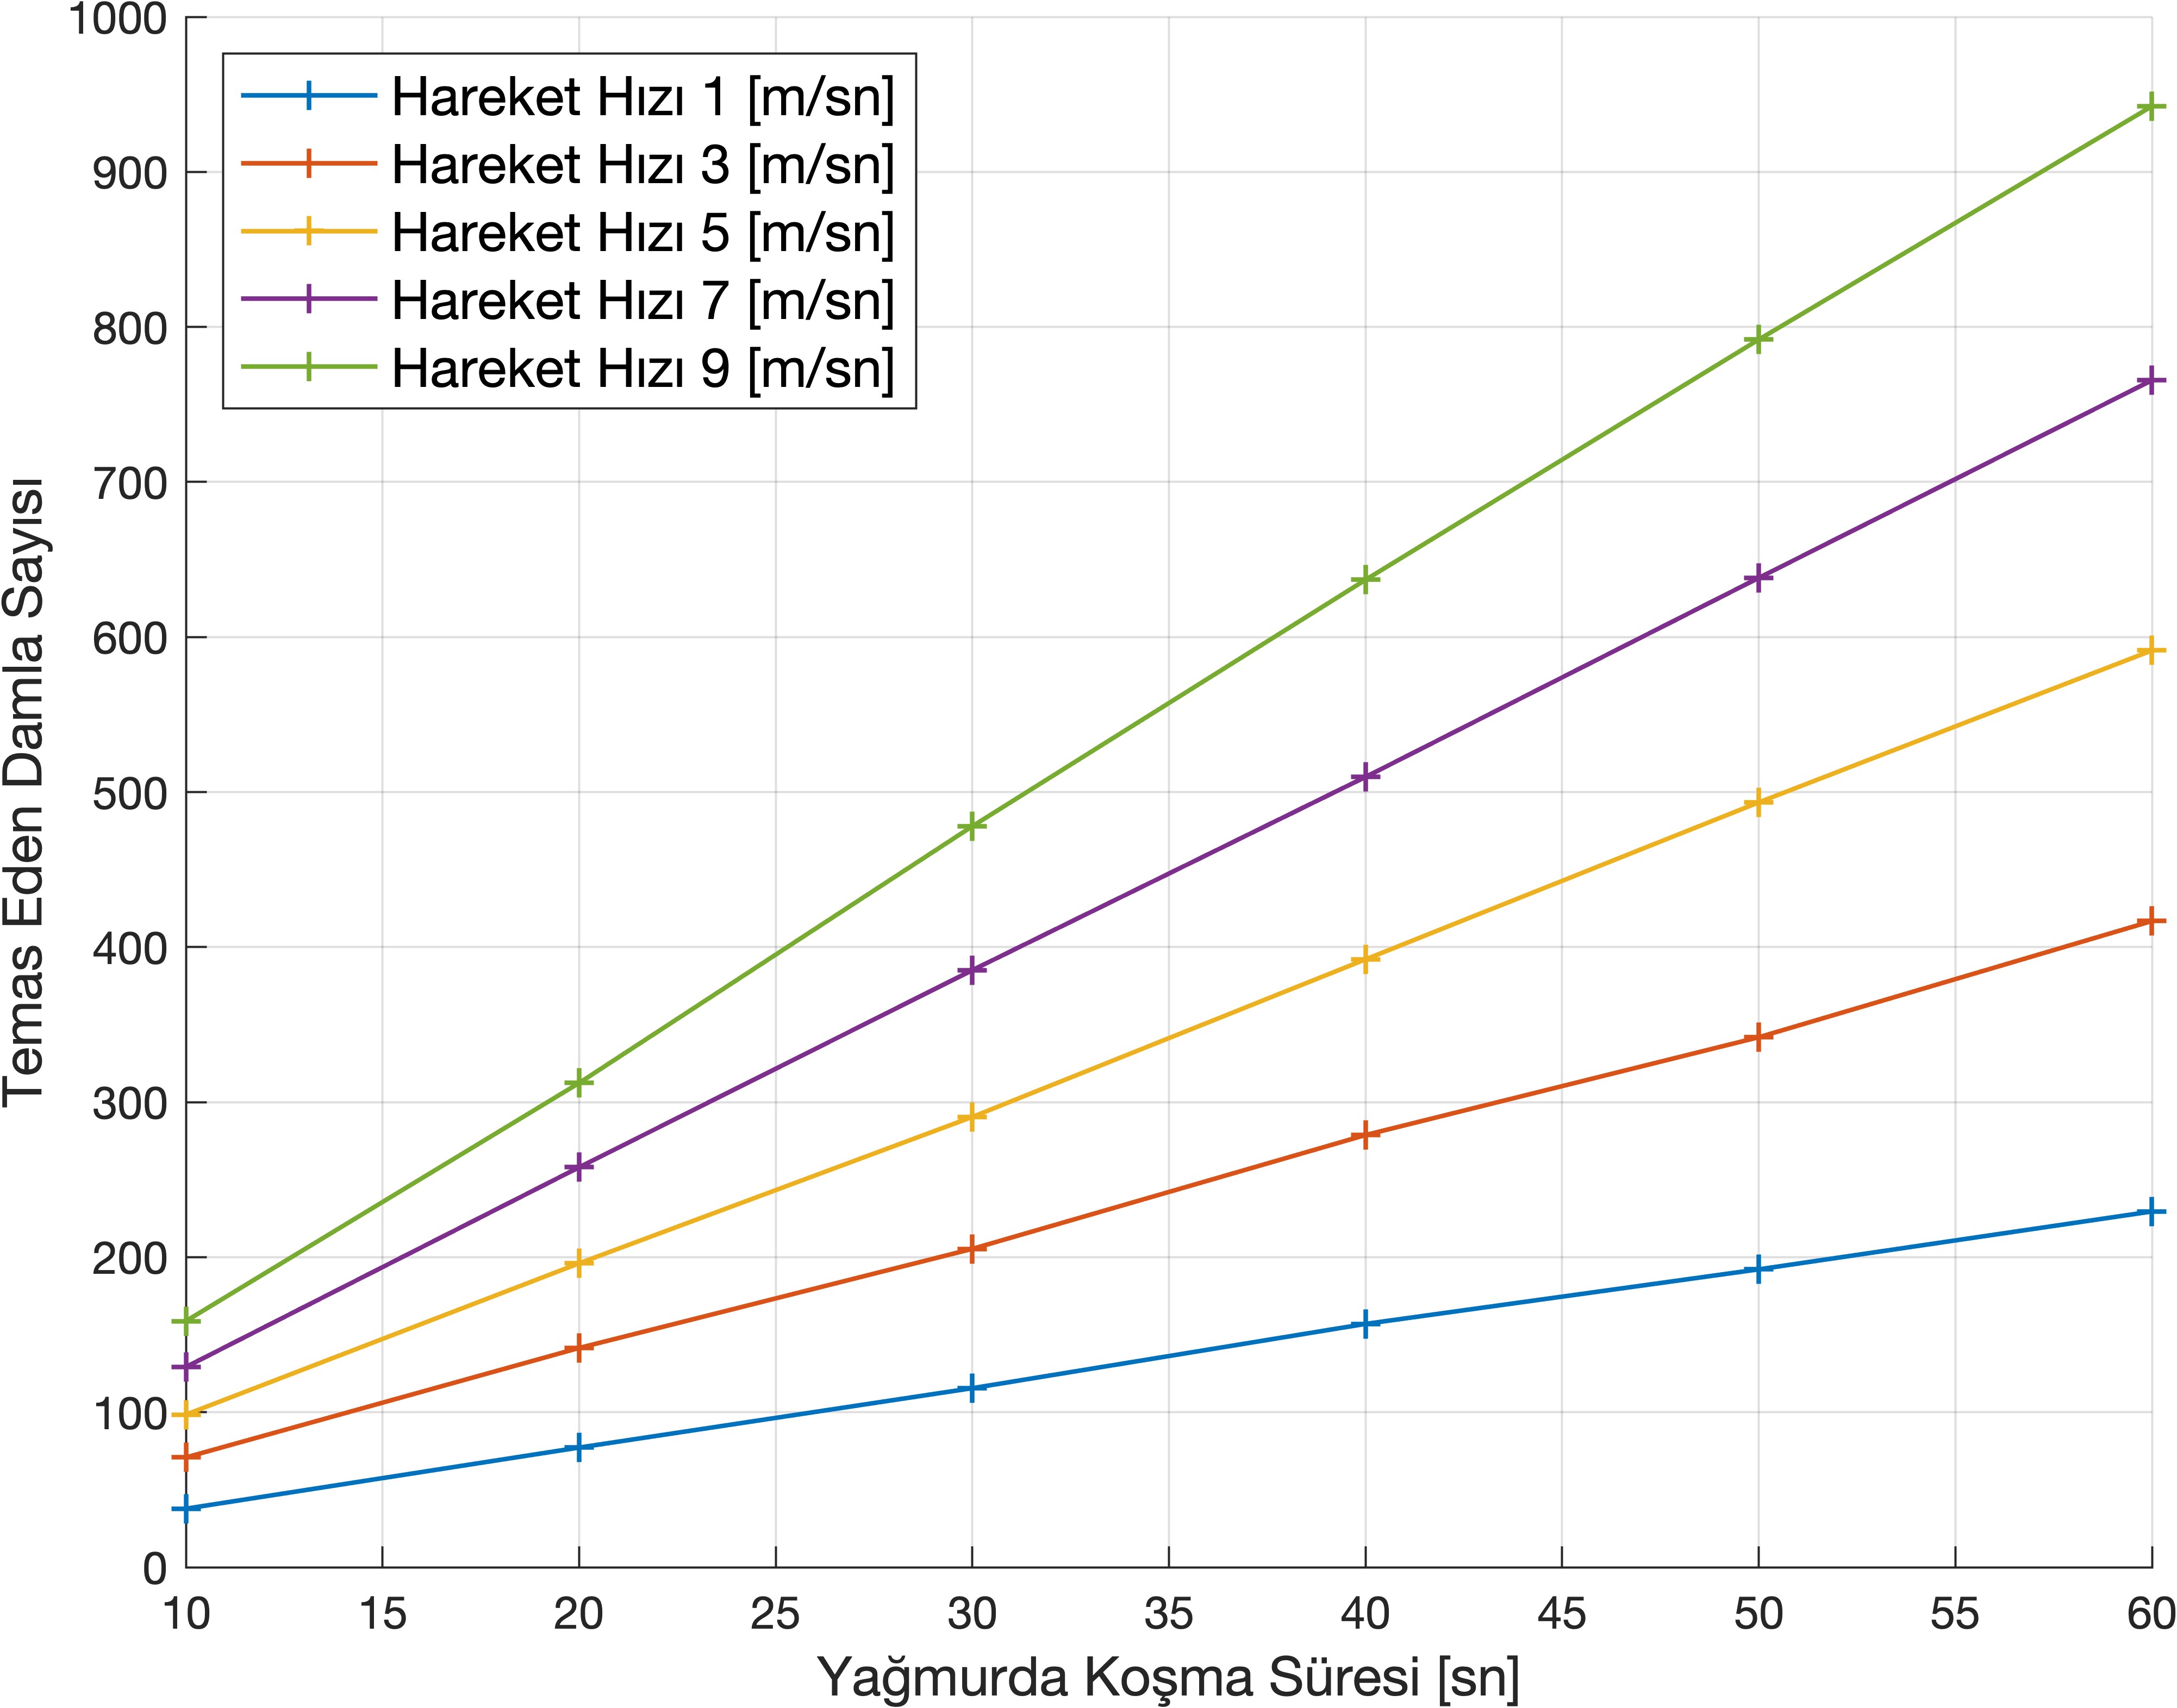 1000
900
800
700
600
500
400
300
200
100
0
Temas Eden Damla Sayısı
Hareket Hızı 1 [m/sn]
Hareket Hızı 3 [m/sn]
Hareket Hızı 5 [m/sn]
Hareket Hızı 7 [m/sn]
Hareket Hızı 9 [m/sn]
10 15 20 25 30 35 40 45 50 55 60
Yağmurda Koşma Süresi [sn]